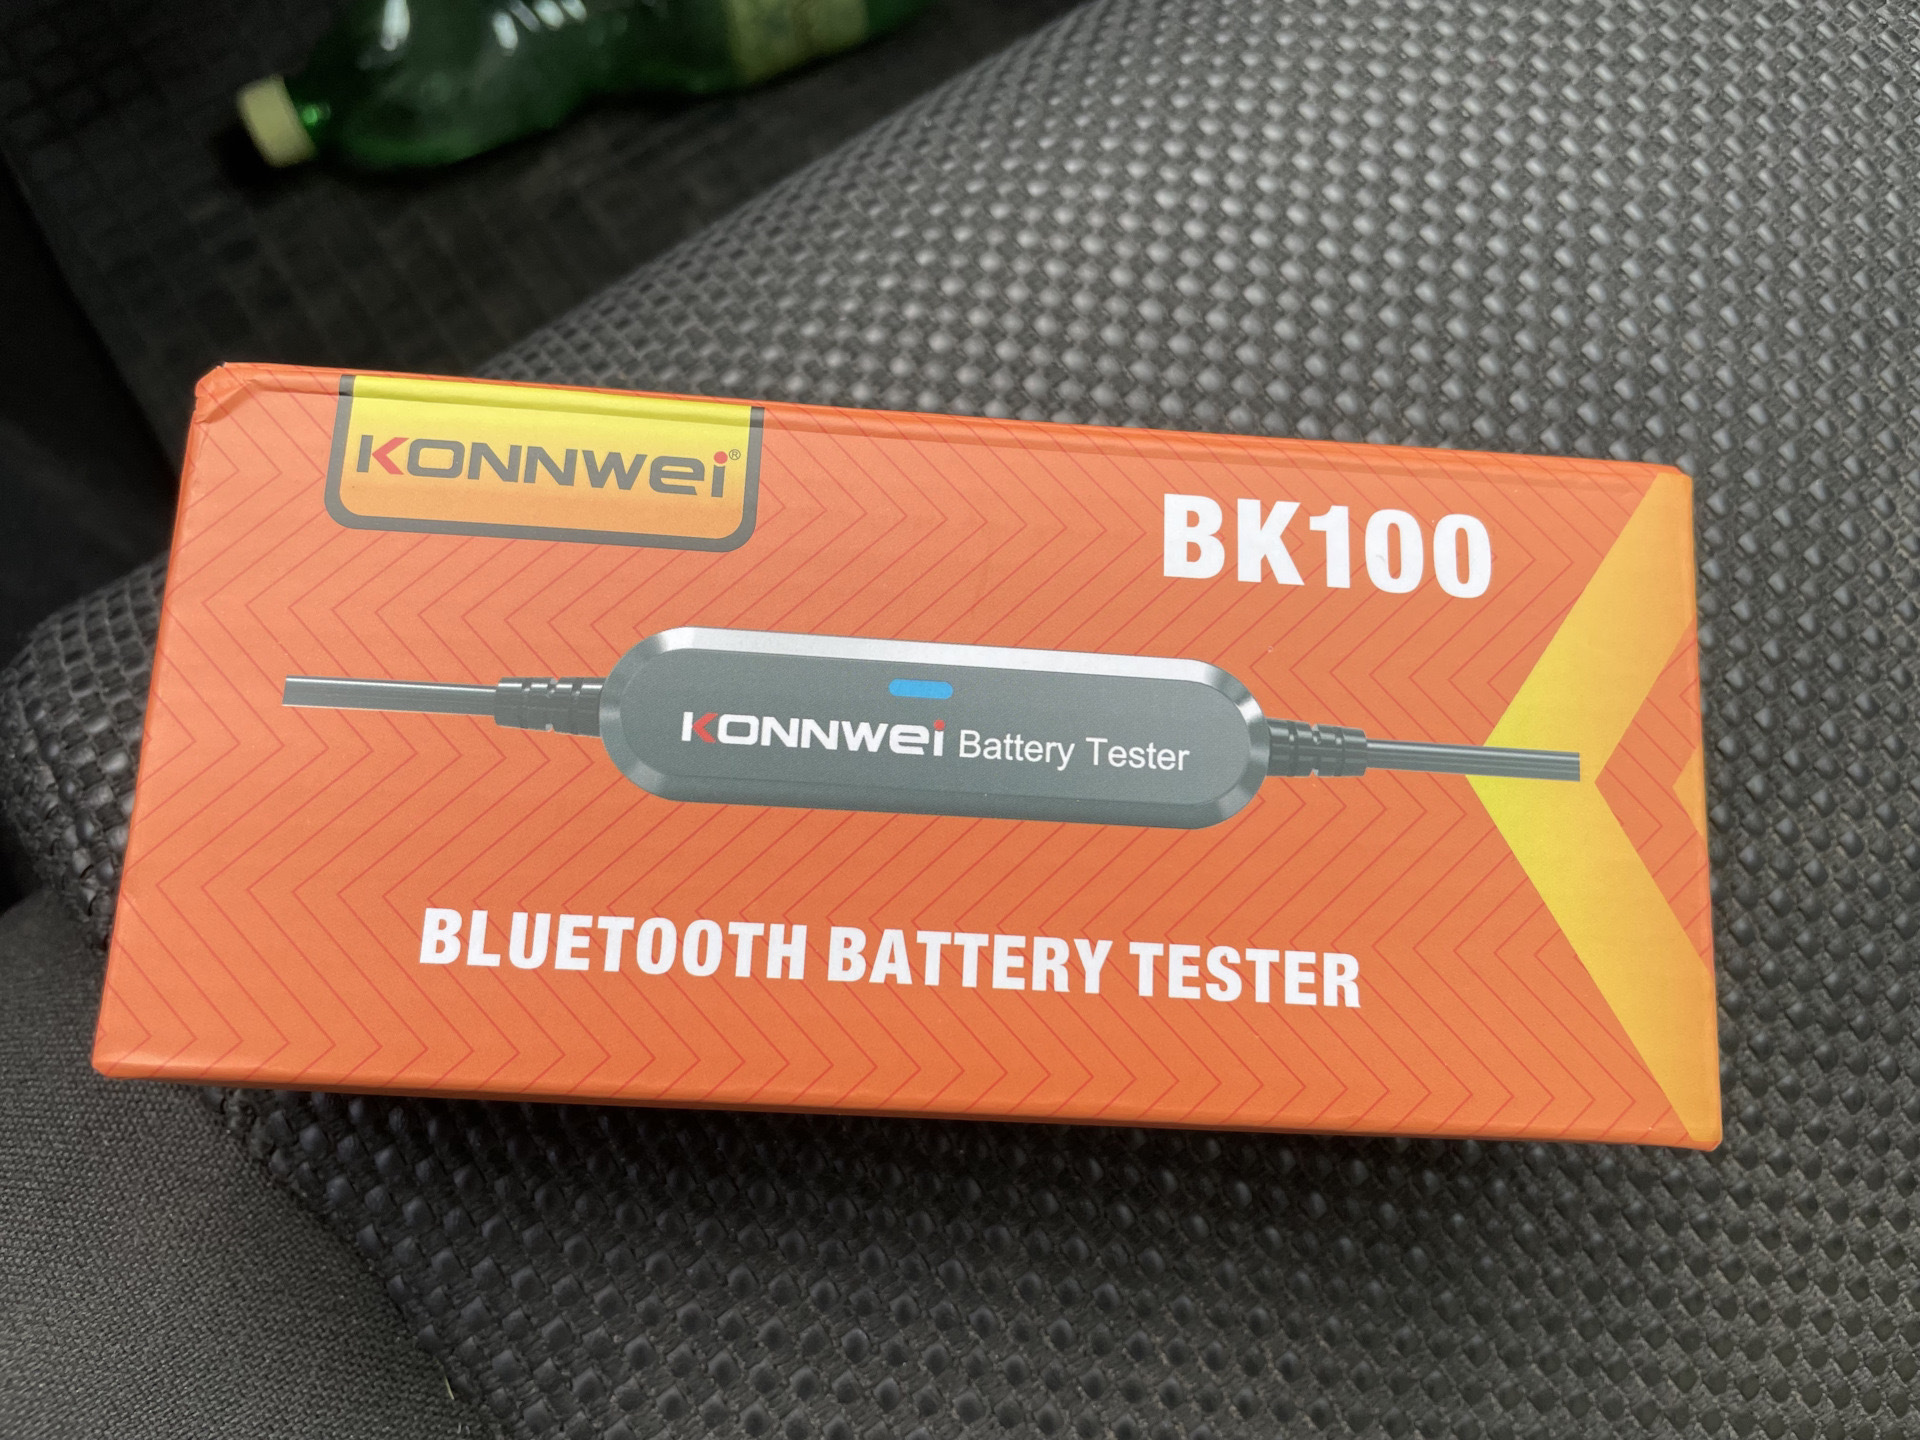 KONNWEI®
BK100
KONNWEI Battery Tester
BLUETOOTH BATTERY TESTER